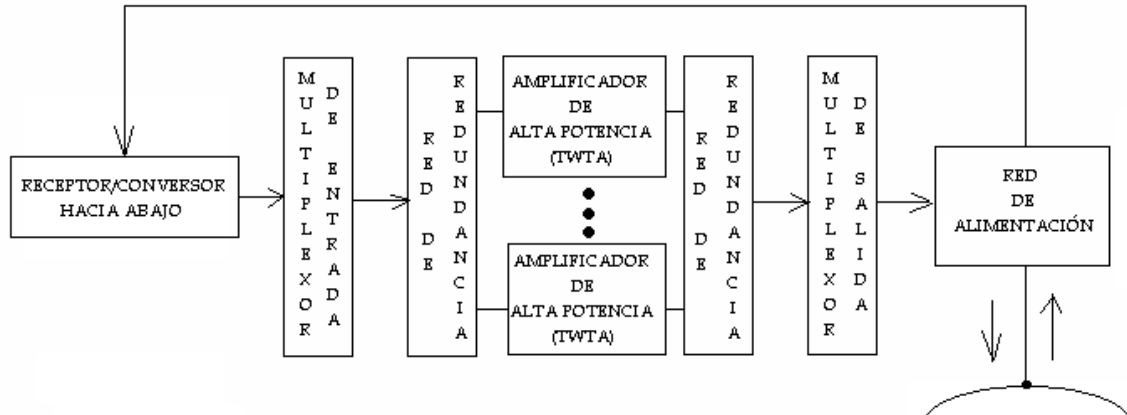 RECEPTOR/CONVERSOR
HACIA ABAJO
MULTIPLEXOR
DE ENTRADA
RED DE
REDUNDANCIA
AMPLIFICADOR
DE
ALTA POTENCIA
(TWTA)
AMPLIFICADOR
DE
ALTA POTENCIA
(TWTA)
RED DE
REDUNDANCIA
MULTIPLEXOR
DE SALIDA
RED
DE
ALIMENTACIÓN